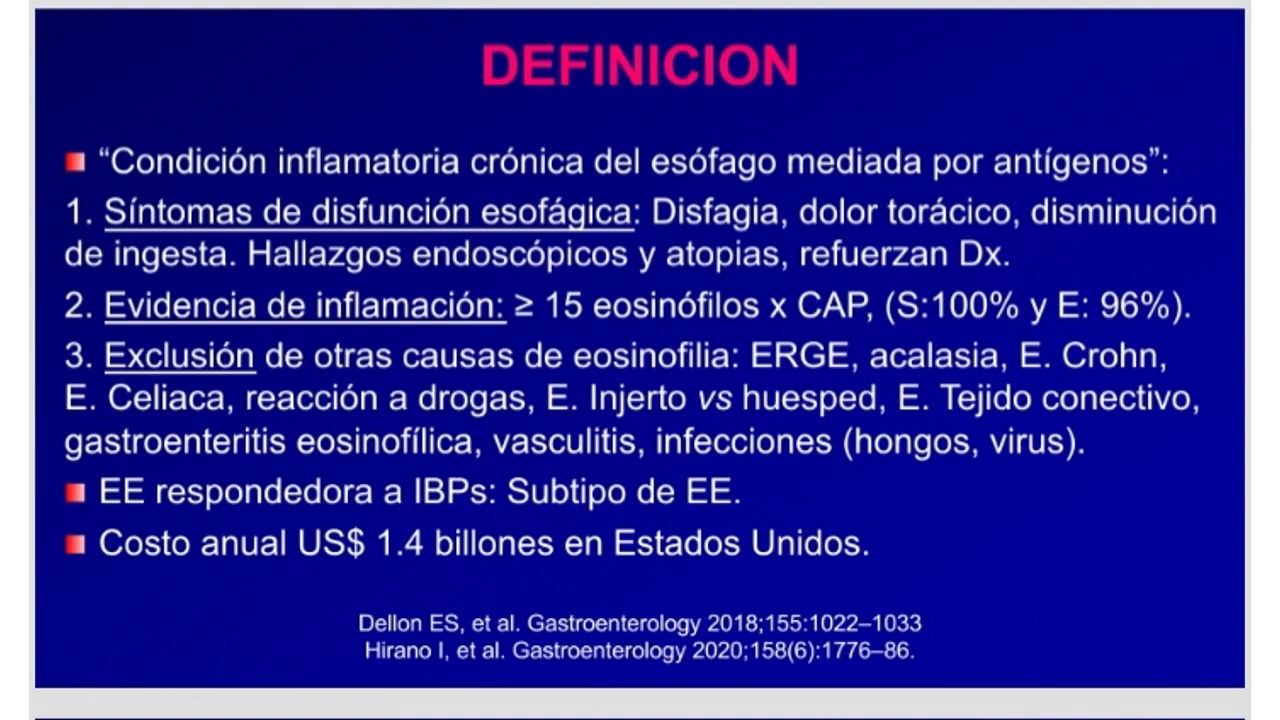 DEFINICION
“Condición inflamatoria crónica del esófago mediada por antígenos”:
1. Síntomas de disfunción esofágica: Disfagia, dolor torácico, disminución
de ingesta. Hallazgos endoscópicos y atopias, refuerzan Dx.
2. Evidencia de inflamación: ≥ 15 eosinófilos x CAP, (S:100% y E: 96%).
3. Exclusión de otras causas de eosinofilia: ERGE, acalasia, E. Crohn,
E. Celiaca, reacción a drogas, E. Injerto vs huesped, E. Tejido conectivo,
gastroenteritis eosinofílica, vasculitis, infecciones (hongos, virus).
EE respondedora a IBPs: Subtipo de EE.
Costo anual US$ 1.4 billones en Estados Unidos.
Dellon ES, et al. Gastroenterology 2018;155:1022–1033
Hirano I, et al. Gastroenterology 2020;158(6):1776–86.